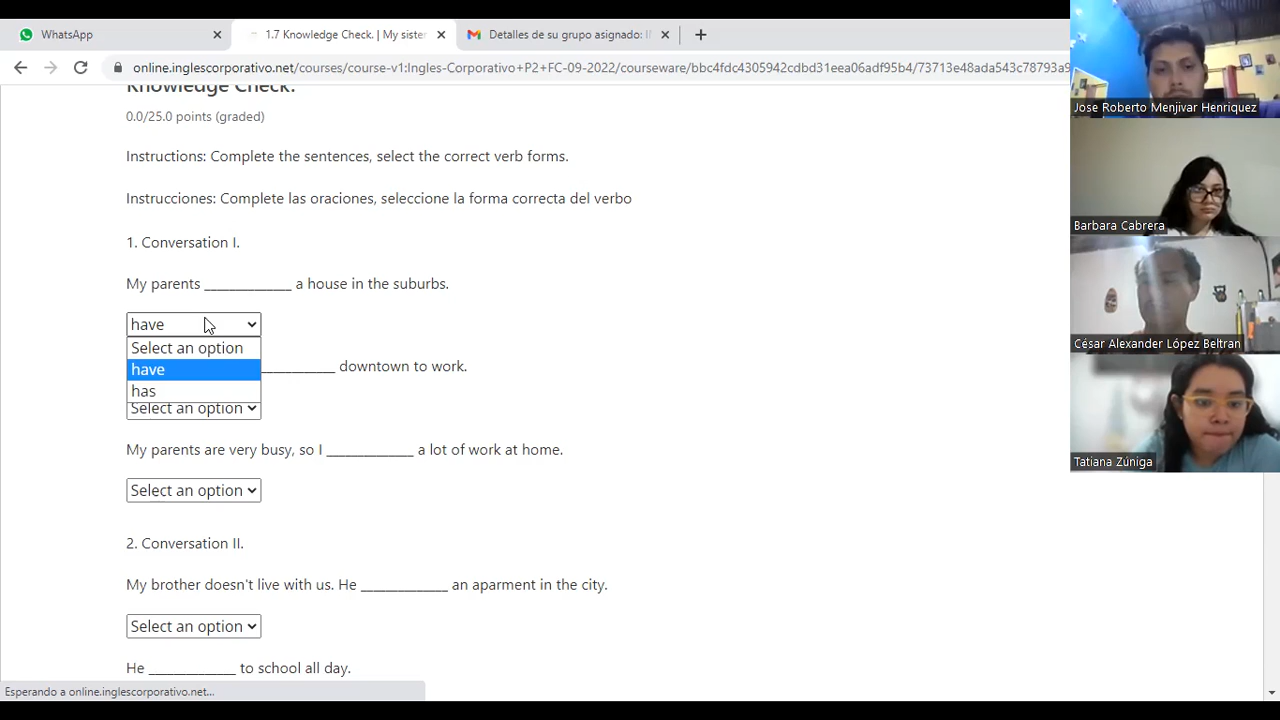 WhatsApp
1.7 Knowledge Check. | My sister
Detalles de su grupo asignado: I
online.inglescorporativo.net/courses/course-v1:Ingles-Corporativo+P2+FC-09-2022/courseware/bbc4fdc4305942cdbd31eea06adf95b4/73713e48ada543c78793a9
Knowledge Check.
0.0/25.0 points (graded)
Instructions: Complete the sentences, select the correct verb forms.
Instrucciones: Complete las oraciones, seleccione la forma correcta del verbo
1. Conversation I.
My parents _____________ a house in the suburbs.
have
Select an option
have
has
____________ downtown to work.
Select an option
My parents are very busy, so I _____________ a lot of work at home.
Select an option
2. Conversation II.
My brother doesn't live with us. He _____________ an aparment in the city.
Select an option
He _____________ to school all day.
Esperando a online.inglescorporativo.net...
Jose Roberto Menjivar Henriquez
Barbara Cabrera
César Alexander López Beltran
Tatiana Zúniga